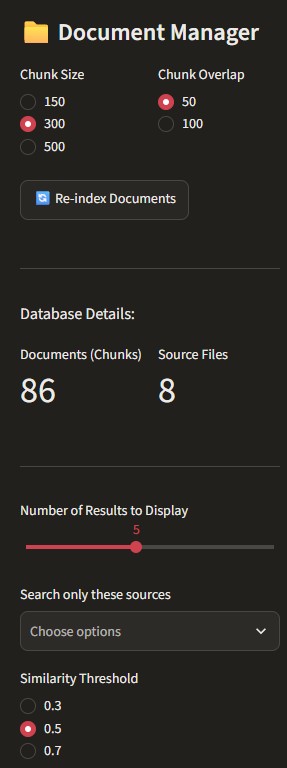 Document Manager
Chunk Size Chunk Overlap
150 50
300 100
500
Re-index Documents
Database Details:
Documents (Chunks) Source Files
86 8
Number of Results to Display
5
Search only these sources
Choose options
Similarity Threshold
0.3
0.5
0.7